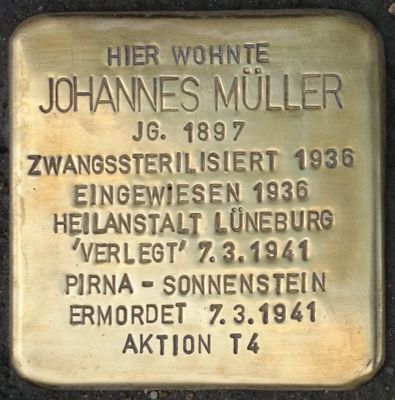 HIER WOHNTE
JOHANNES MÜLLER
JG. 1897
ZWANGSSTERILISIERT 1936
EINGEWIESEN 1936
HEILANSTALT LÜNEBURG
'VERLEGT' 7.3.1941
PIRNA - SONNENSTEIN
ERMORDET 7.3.1941
AKTION T4